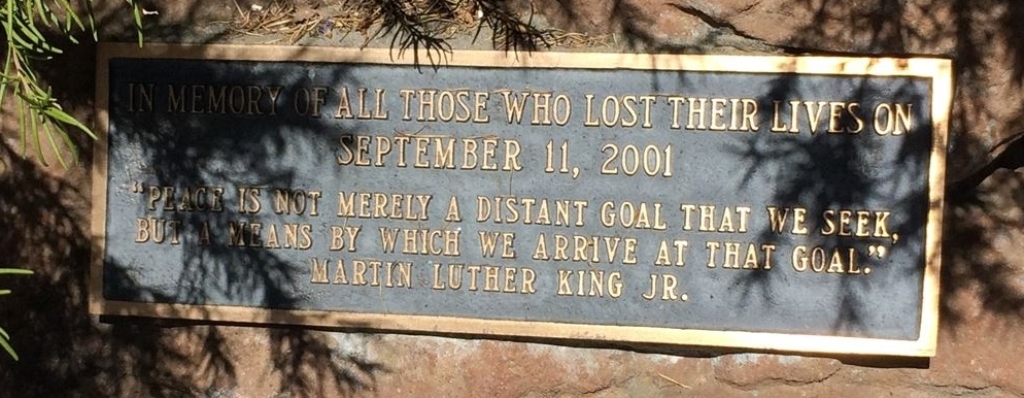 IN MEMORY OF ALL THOSE WHO LOST THEIR LIVES ON
SEPTEMBER 11, 2001
"PEACE IS NOT MERELY A DISTANT GOAL THAT WE SEEK,
BUT A MEANS BY WHICH WE ARRIVE AT THAT GOAL."
MARTIN LUTHER KING JR.